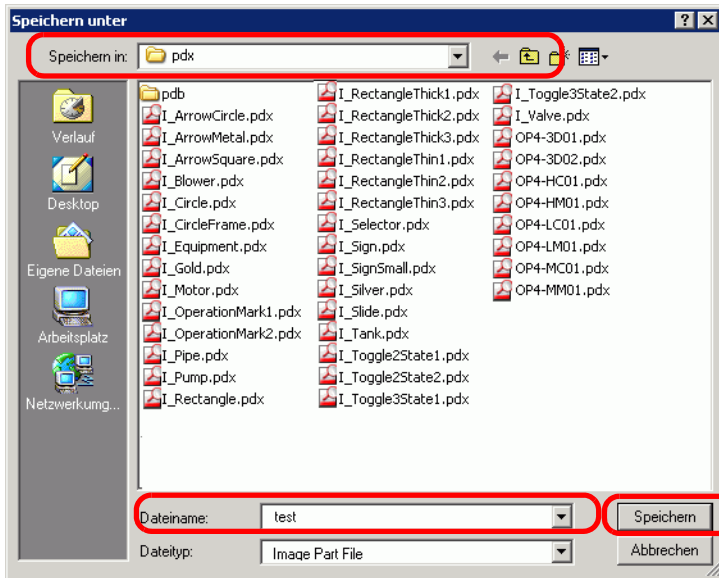 Speichern unter
Speichern in: pdx
Verlauf
Desktop
Eigene Dateien
Arbeitsplatz
Netzwerkumg...
pdb
I_ArrowCircle.pdx
I_ArrowMetal.pdx
I_ArrowSquare.pdx
I_Blower.pdx
I_Circle.pdx
I_CircleFrame.pdx
I_Equipment.pdx
I_Gold.pdx
I_Motor.pdx
I_OperationMark1.pdx
I_OperationMark2.pdx
I_Pipe.pdx
I_Pump.pdx
I_Rectangle.pdx
I_RectangleThick1.pdx
I_RectangleThick2.pdx
I_RectangleThick3.pdx
I_RectangleThin1.pdx
I_RectangleThin2.pdx
I_RectangleThin3.pdx
I_Selector.pdx
I_Sign.pdx
I_SignSmall.pdx
I_Silver.pdx
I_Slide.pdx
I_Tank.pdx
I_Toggle2State1.pdx
I_Toggle2State2.pdx
I_Toggle3State1.pdx
I_Toggle3State2.pdx
I_Valve.pdx
OP4-3D01.pdx
OP4-3D02.pdx
OP4-HC01.pdx
OP4-HM01.pdx
OP4-LC01.pdx
OP4-LM01.pdx
OP4-MC01.pdx
OP4-MM01.pdx
Dateiname: test
Speichern
Dateityp: Image Part File
Abbrechen